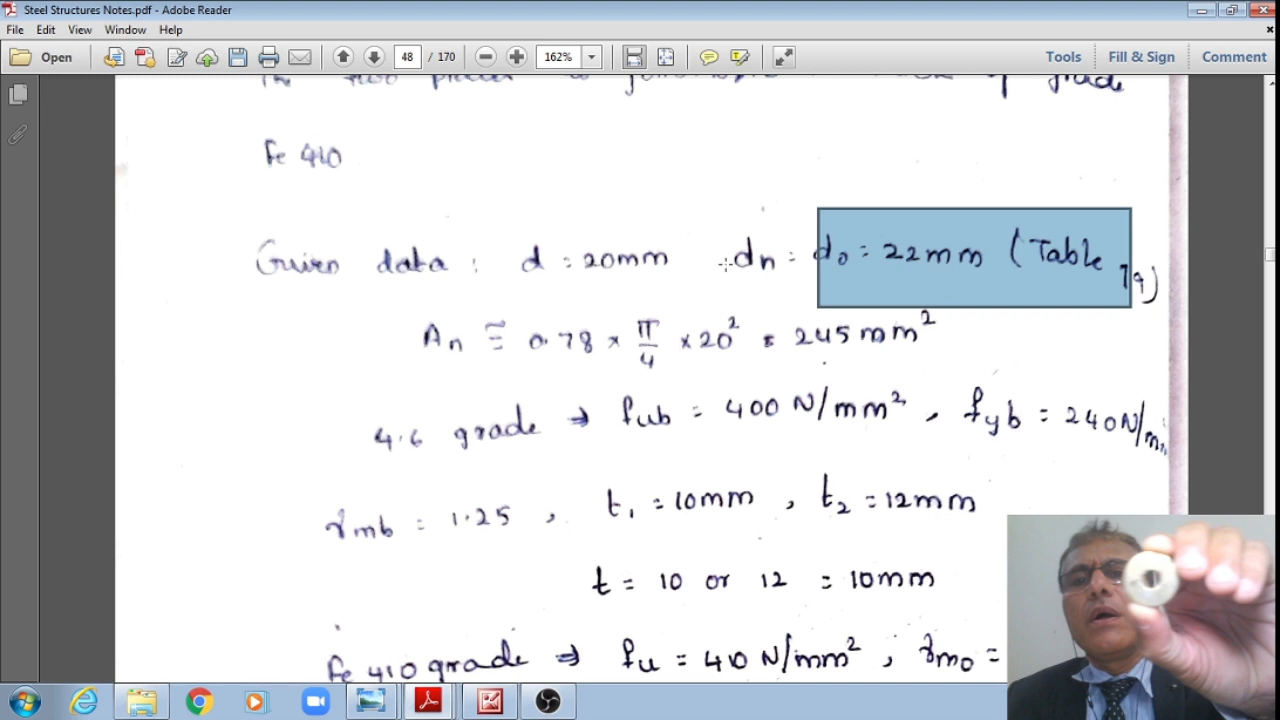 Steel Structures Notes.pdf - Adobe Reader
File Edit View Window Help
Open 48 / 170 162% Tools Fill & Sign Comment
grade
Fe 410
Given data : d = 20mm dn = do = 22mm (Table 19)
An ≅ 0.78 × π/4 × 20² = 245 mm²
4.6 grade → fub = 400 N/mm² , fyb = 240 N/m
γmb = 1.25 , t₁ = 10mm , t₂ = 12mm
t = 10 or 12 = 10mm
Fe 410 grade → fu = 410 N/mm² ; γmo =